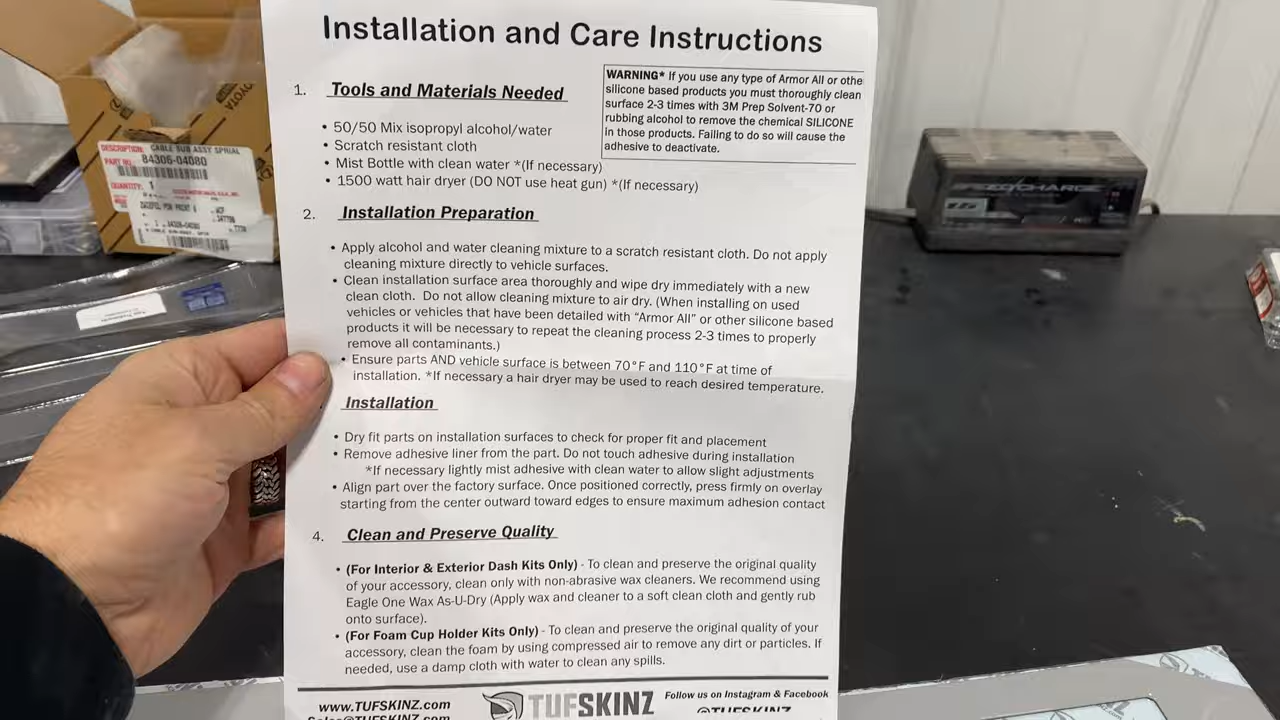 Installation and Care Instructions
WARNING* If you use any type of Armor All or othe
silicone based products you must thoroughly clean
surface 2-3 times with 3M Prep Solvent-70 or
rubbing alcohol to remove the chemical SILICONE
in those products. Failing to do so will cause the
adhesive to deactivate.
1. Tools and Materials Needed
• 50/50 Mix isopropyl alcohol/water
• Scratch resistant cloth
• Mist Bottle with clean water *(If necessary)
• 1500 watt hair dryer (DO NOT use heat gun) *(If necessary)
2. Installation Preparation
• Apply alcohol and water cleaning mixture to a scratch resistant cloth. Do not apply
cleaning mixture directly to vehicle surfaces.
• Clean installation surface area thoroughly and wipe dry immediately with a new
clean cloth. Do not allow cleaning mixture to air dry. (When installing on used
vehicles or vehicles that have been detailed with “Armor All” or other silicone based
products it will be necessary to repeat the cleaning process 2-3 times to properly
remove all contaminants.)
• Ensure parts AND vehicle surface is between 70°F and 110°F at time of
installation. *If necessary a hair dryer may be used to reach desired temperature.
Installation
• Dry fit parts on installation surfaces to check for proper fit and placement
• Remove adhesive liner from the part. Do not touch adhesive during installation
*If necessary lightly mist adhesive with clean water to allow slight adjustments
• Align part over the factory surface. Once positioned correctly, press firmly on overlay
starting from the center outward toward edges to ensure maximum adhesion contact
4. Clean and Preserve Quality
• (For Interior & Exterior Dash Kits Only) - To clean and preserve the original quality
of your accessory, clean only with non-abrasive wax cleaners. We recommend using
Eagle One Wax As-U-Dry (Apply wax and cleaner to a soft clean cloth and gently rub
onto surface).
• (For Foam Cup Holder Kits Only) - To clean and preserve the original quality of your
accessory, clean the foam by using compressed air to remove any dirt or particles. If
needed, use a damp cloth with water to clean any spills.
www.TUFSKINZ.com
Sales@TUFSKINZ.com
TUFSKINZ
Follow us on Instagram & Facebook
@TUFSKINZ
DESCRIPTION: CABLE SUB ASSY SPRIAL
PART NO. 84306-04080
QUANTITY: 1
TOYOTA
SPEEDCHARGE